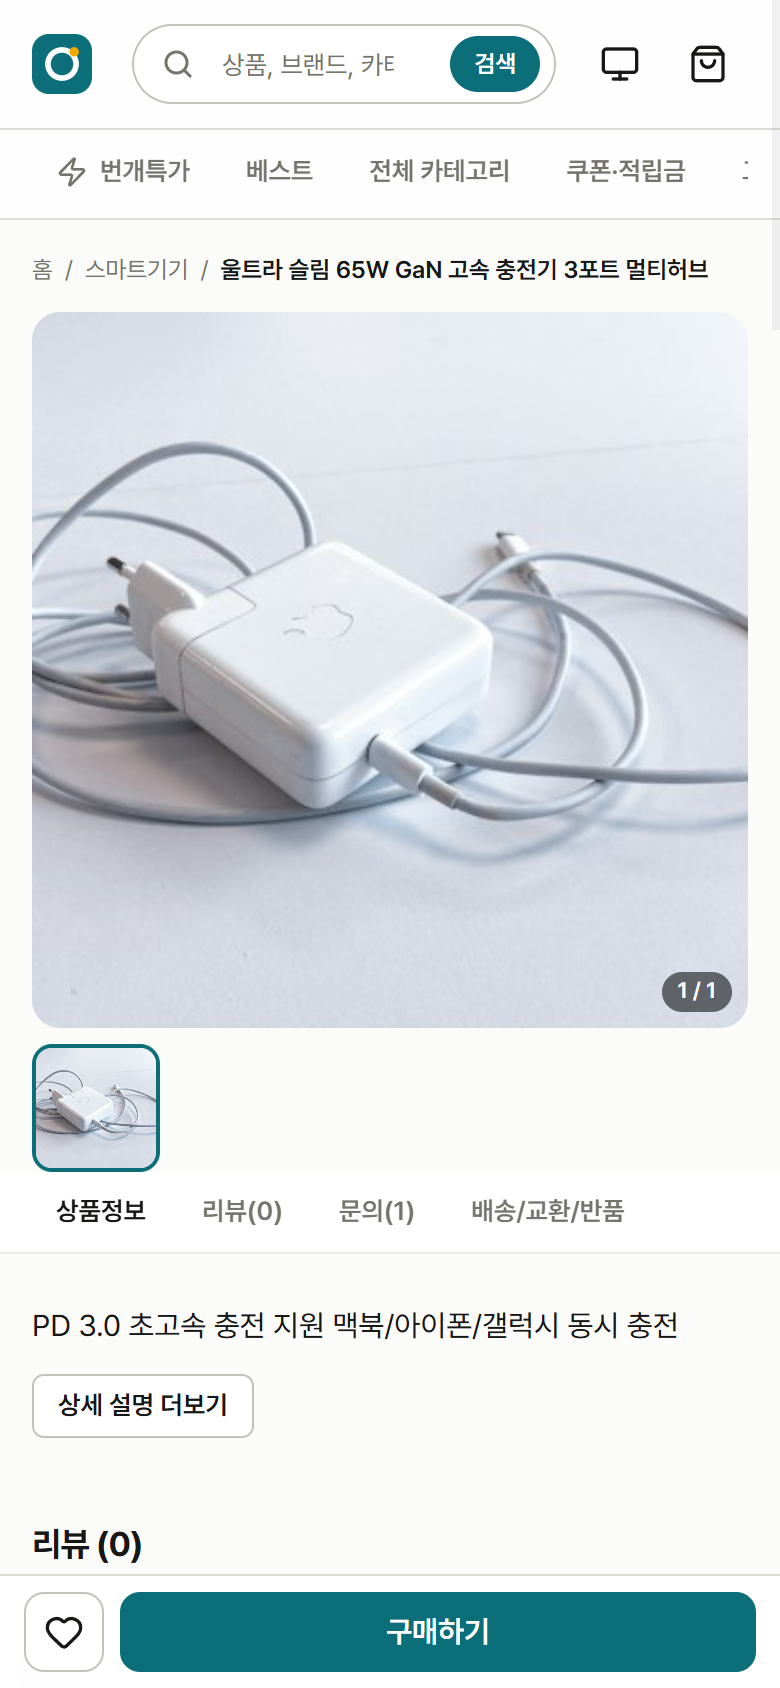 상품, 브랜드, 카테
검색
번개특가
베스트
전체 카테고리
쿠폰·적립금
홈 / 스마트기기 / 울트라 슬림 65W GaN 고속 충전기 3포트 멀티허브
1 / 1
상품정보
리뷰(0)
문의(1)
배송/교환/반품
PD 3.0 초고속 충전 지원 맥북/아이폰/갤럭시 동시 충전
상세 설명 더보기
리뷰 (0)
구매하기